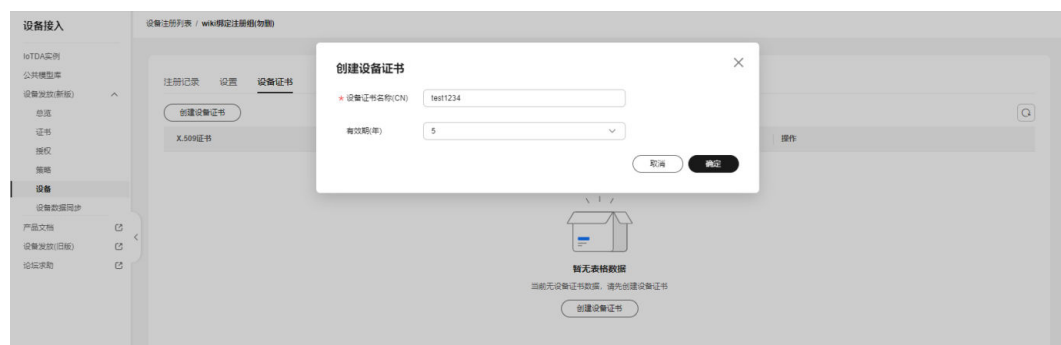 设备接入
设备注册列表 / wiki绑定注册组(勿删)
IoTDA实例
公共模型库
设备发放(新版)
总览
证书
授权
策略
设备
设备数据同步
产品文档
设备发放(旧版)
论坛求助
注册记录 设置 设备证书
创建设备证书
X.509证书 操作
创建设备证书
* 设备证书名称(CN) test1234
有效期(年) 5
取消 确定
暂无表格数据
当前无设备证书数据，请先创建设备证书
创建设备证书